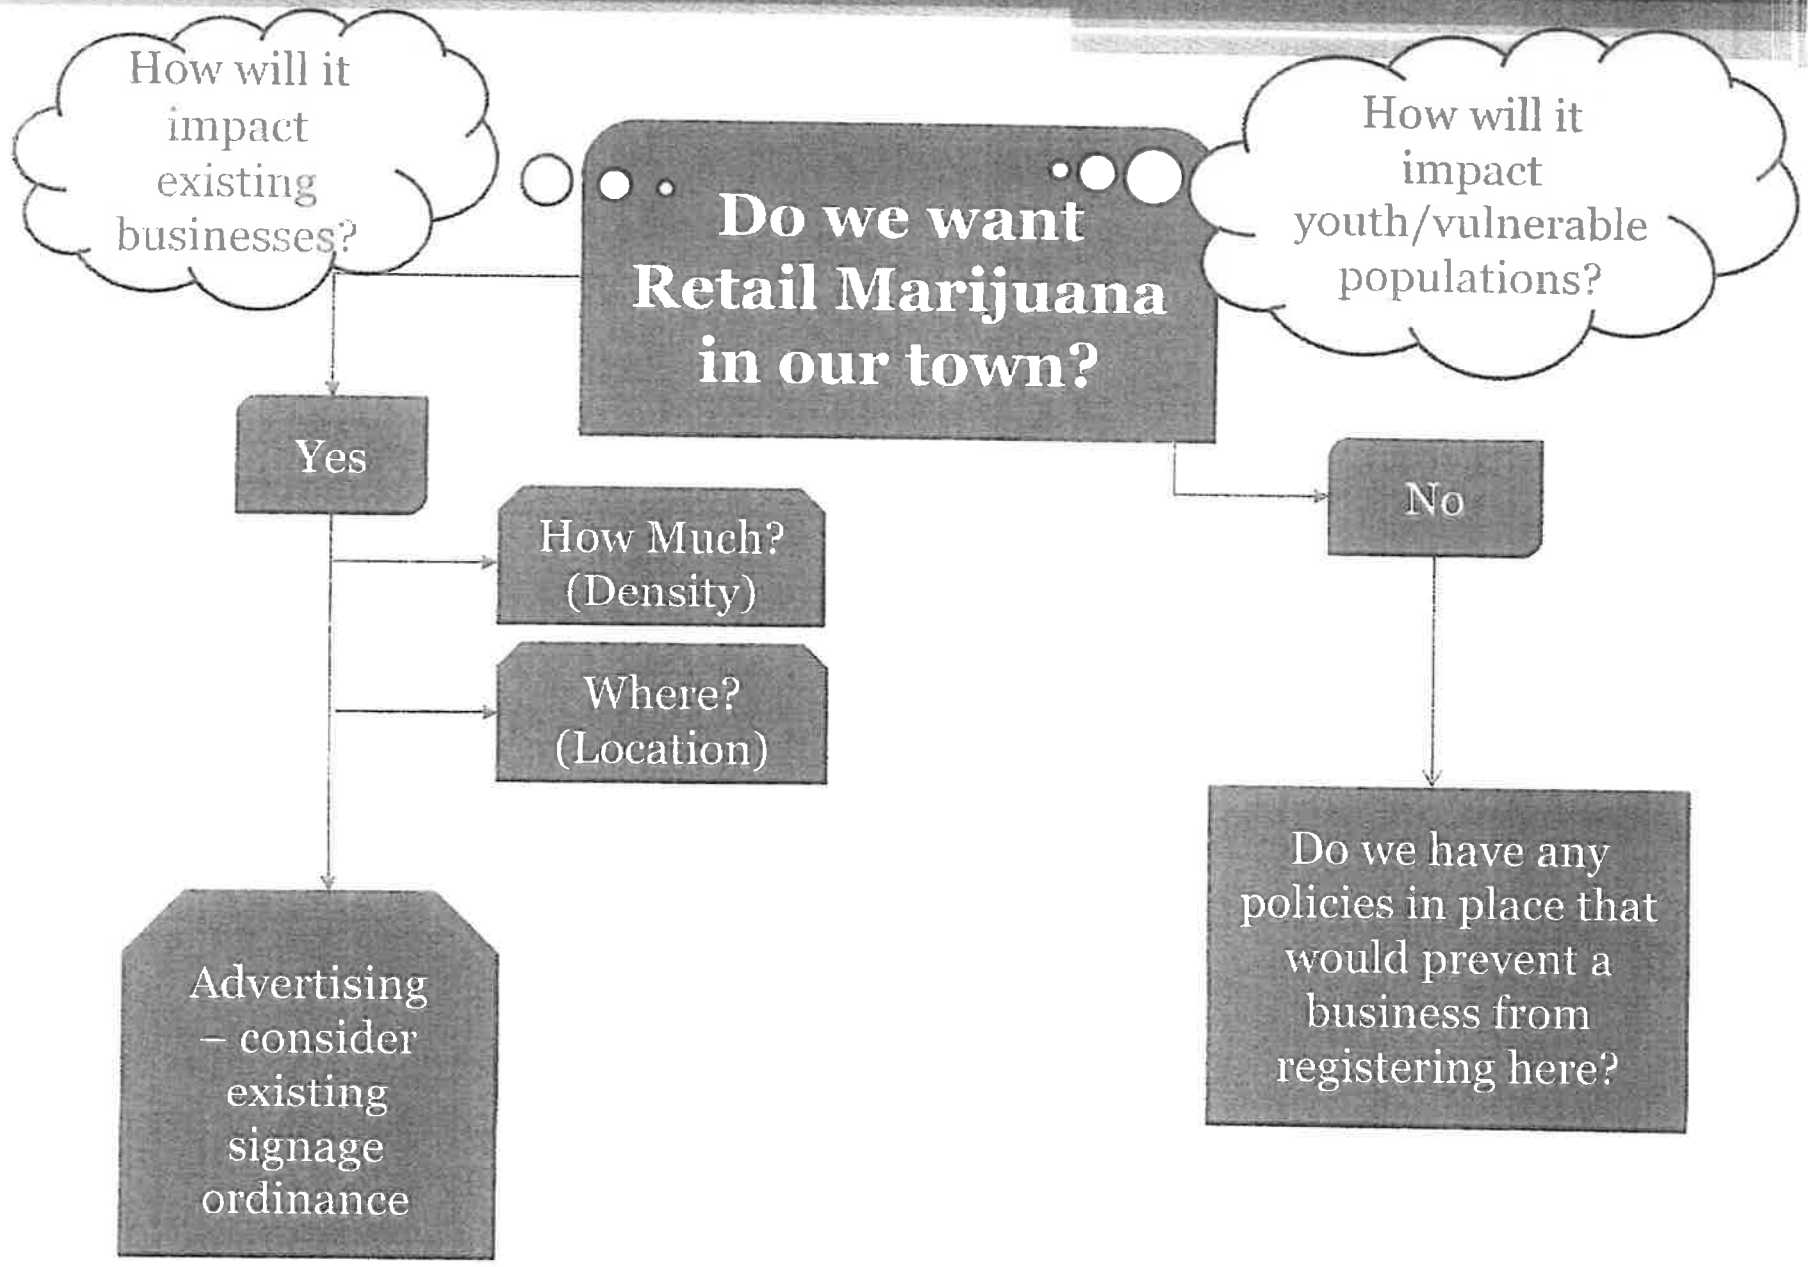 How will it
impact
existing
businesses?
Do we want
Retail Marijuana
in our town?
How will it
impact
youth/vulnerable
populations?
Yes
No
How Much?
(Density)
Where?
(Location)
Advertising
– consider
existing
signage
ordinance
Do we have any
policies in place that
would prevent a
business from
registering here?